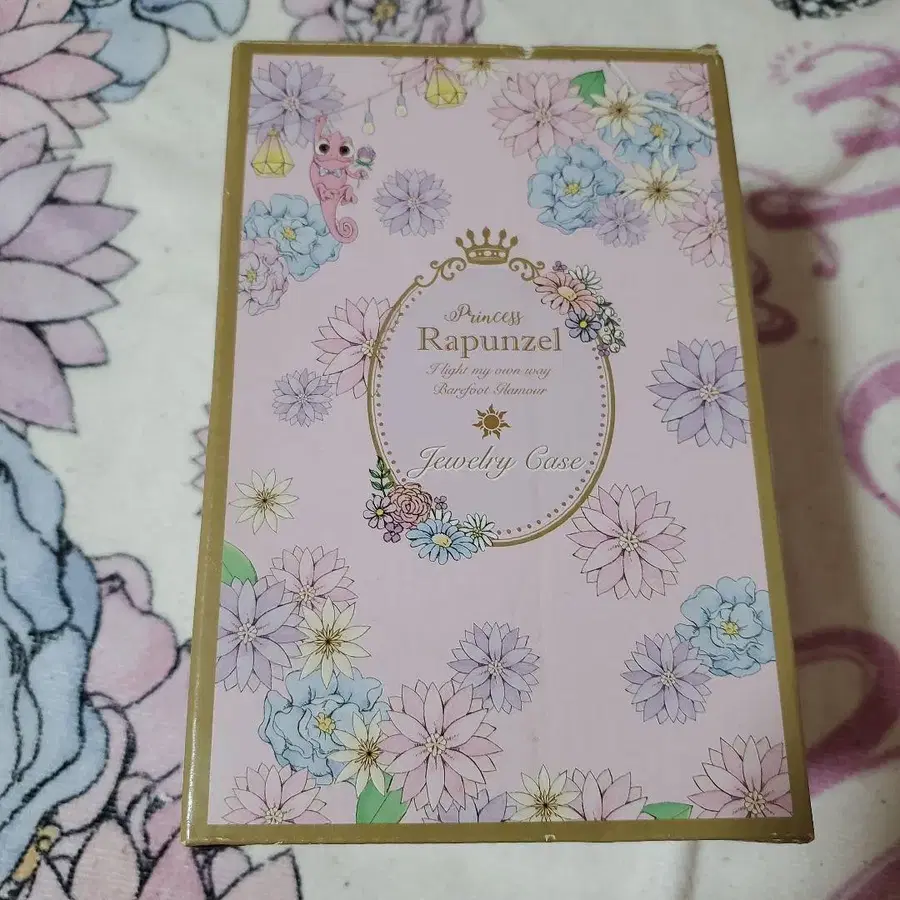 Princess
Rapunzel
I light my own way
Barefoot Glamour
Jewelry Case